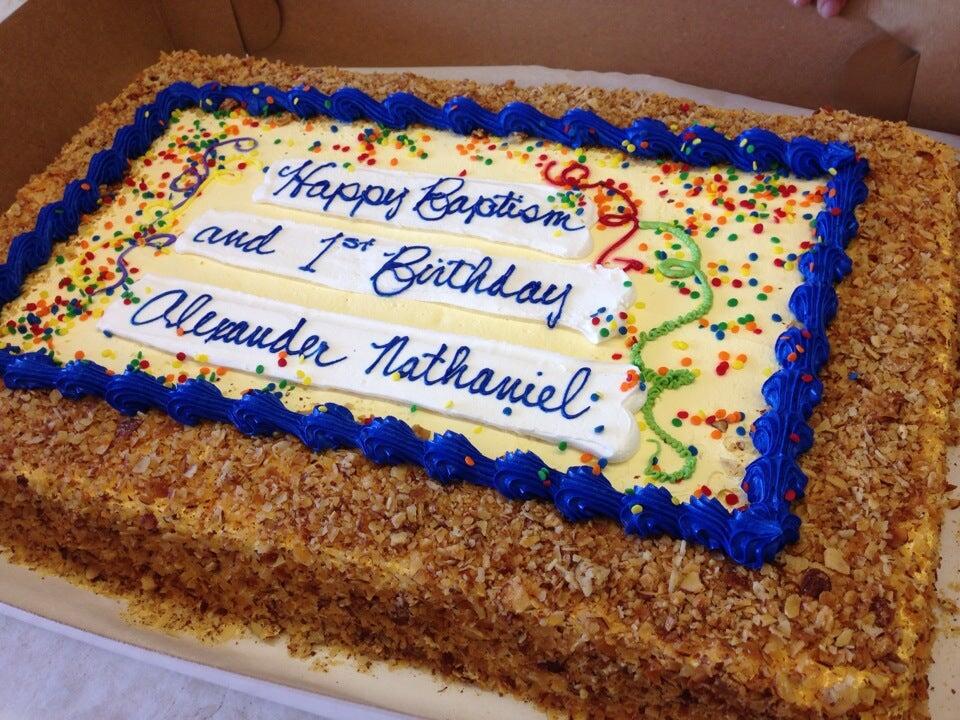 Happy Baptism
and 1st Birthday
Alexander Nathaniel